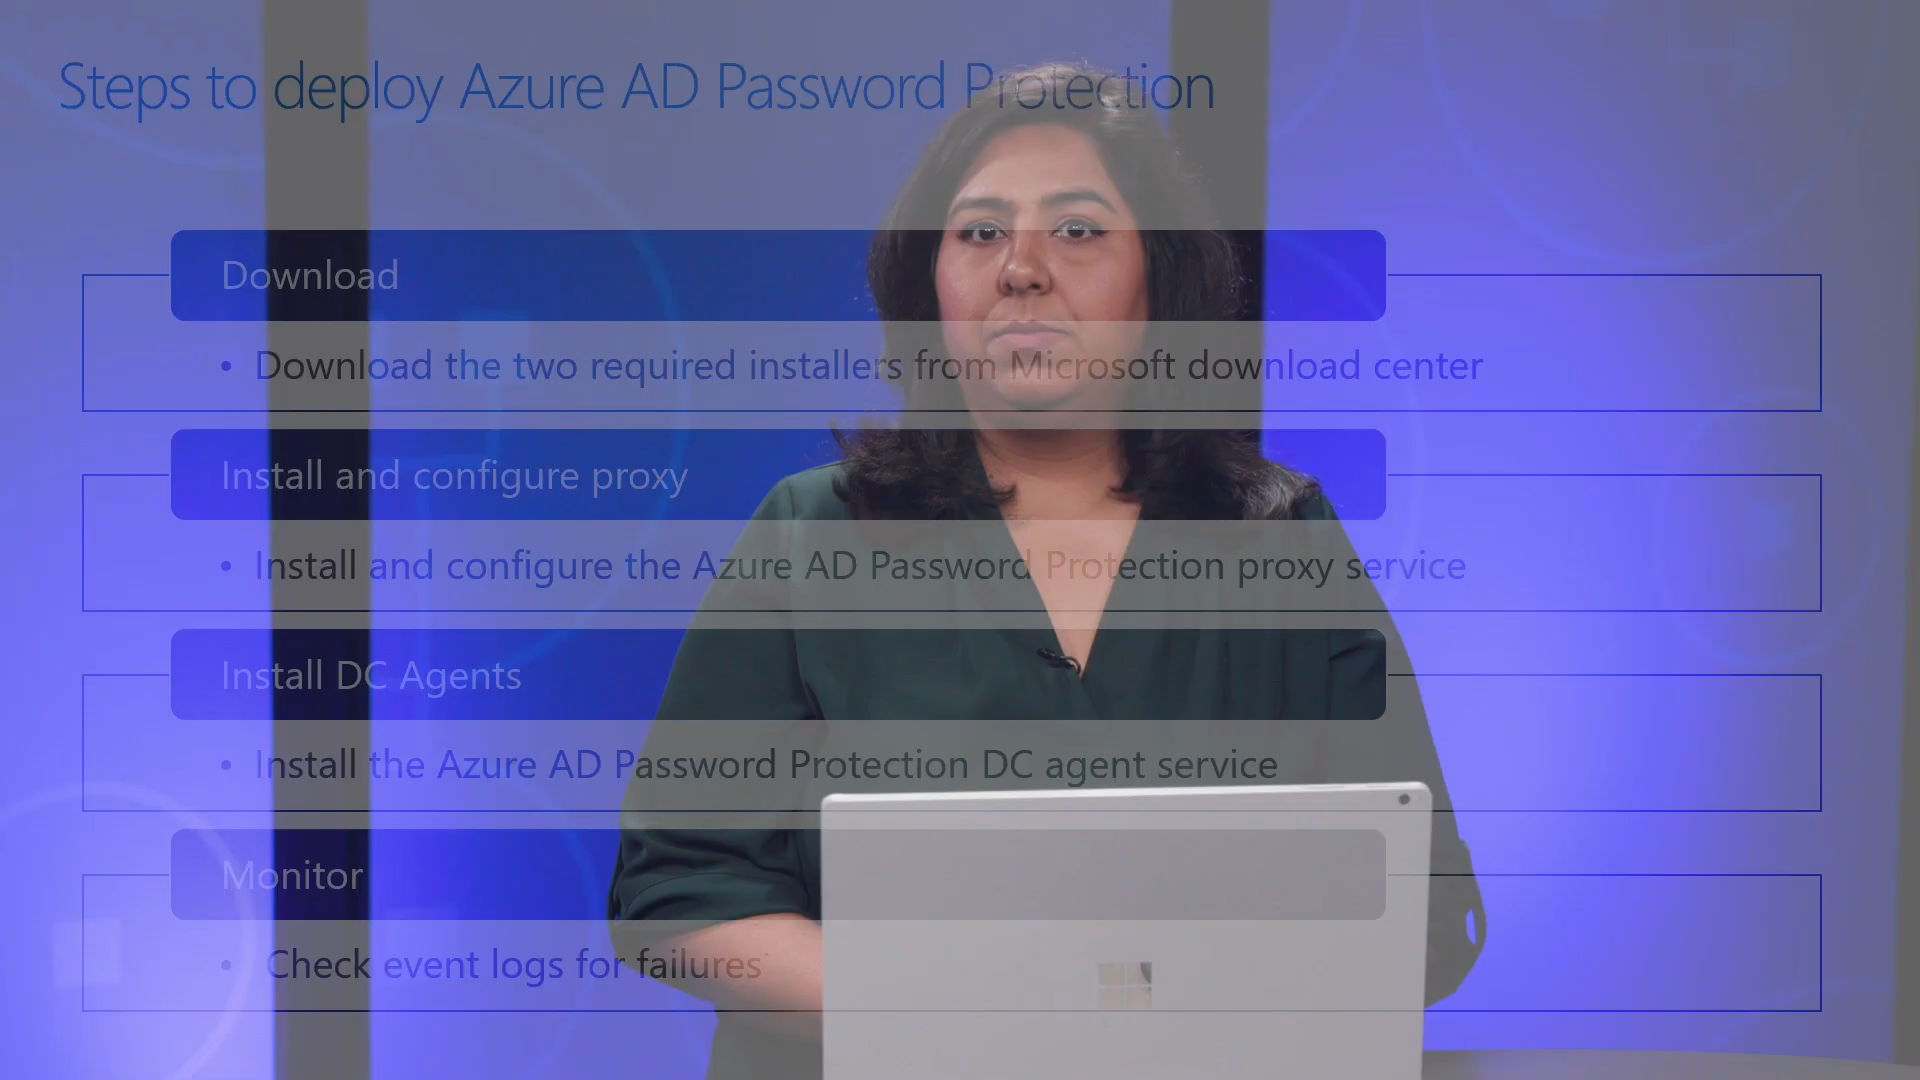 Steps to deploy Azure AD Password Protection
Download
• Download the two required installers from Microsoft download center
Install and configure proxy
• Install and configure the Azure AD Password Protection proxy service
Install DC Agents
• Install the Azure AD Password Protection DC agent service
Monitor
• Check event logs for failures